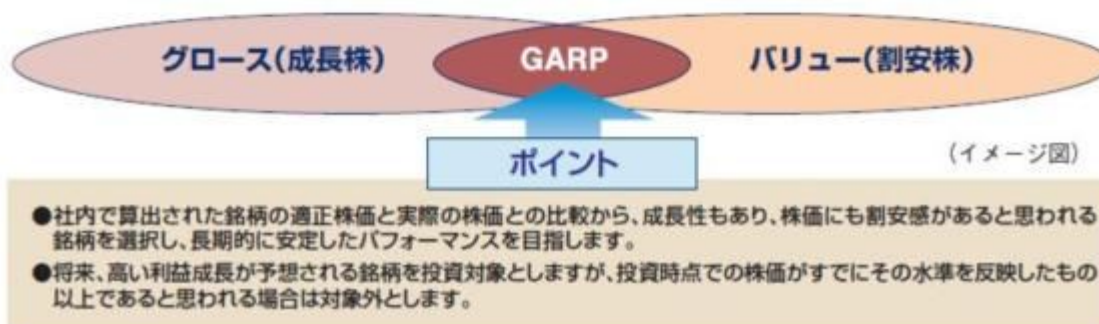 グロース(成長株)
GARP
バリュー(割安株)
ポイント
(イメージ図)
●社内で算出された銘柄の適正株価と実際の株価との比較から、成長性もあり、株価にも割安感があると思われる
銘柄を選択し、長期的に安定したパフォーマンスを目指します。
●将来、高い利益成長が予想される銘柄を投資対象としますが、投資時点での株価がすでにその水準を反映したもの
以上であると思われる場合は対象外とします。